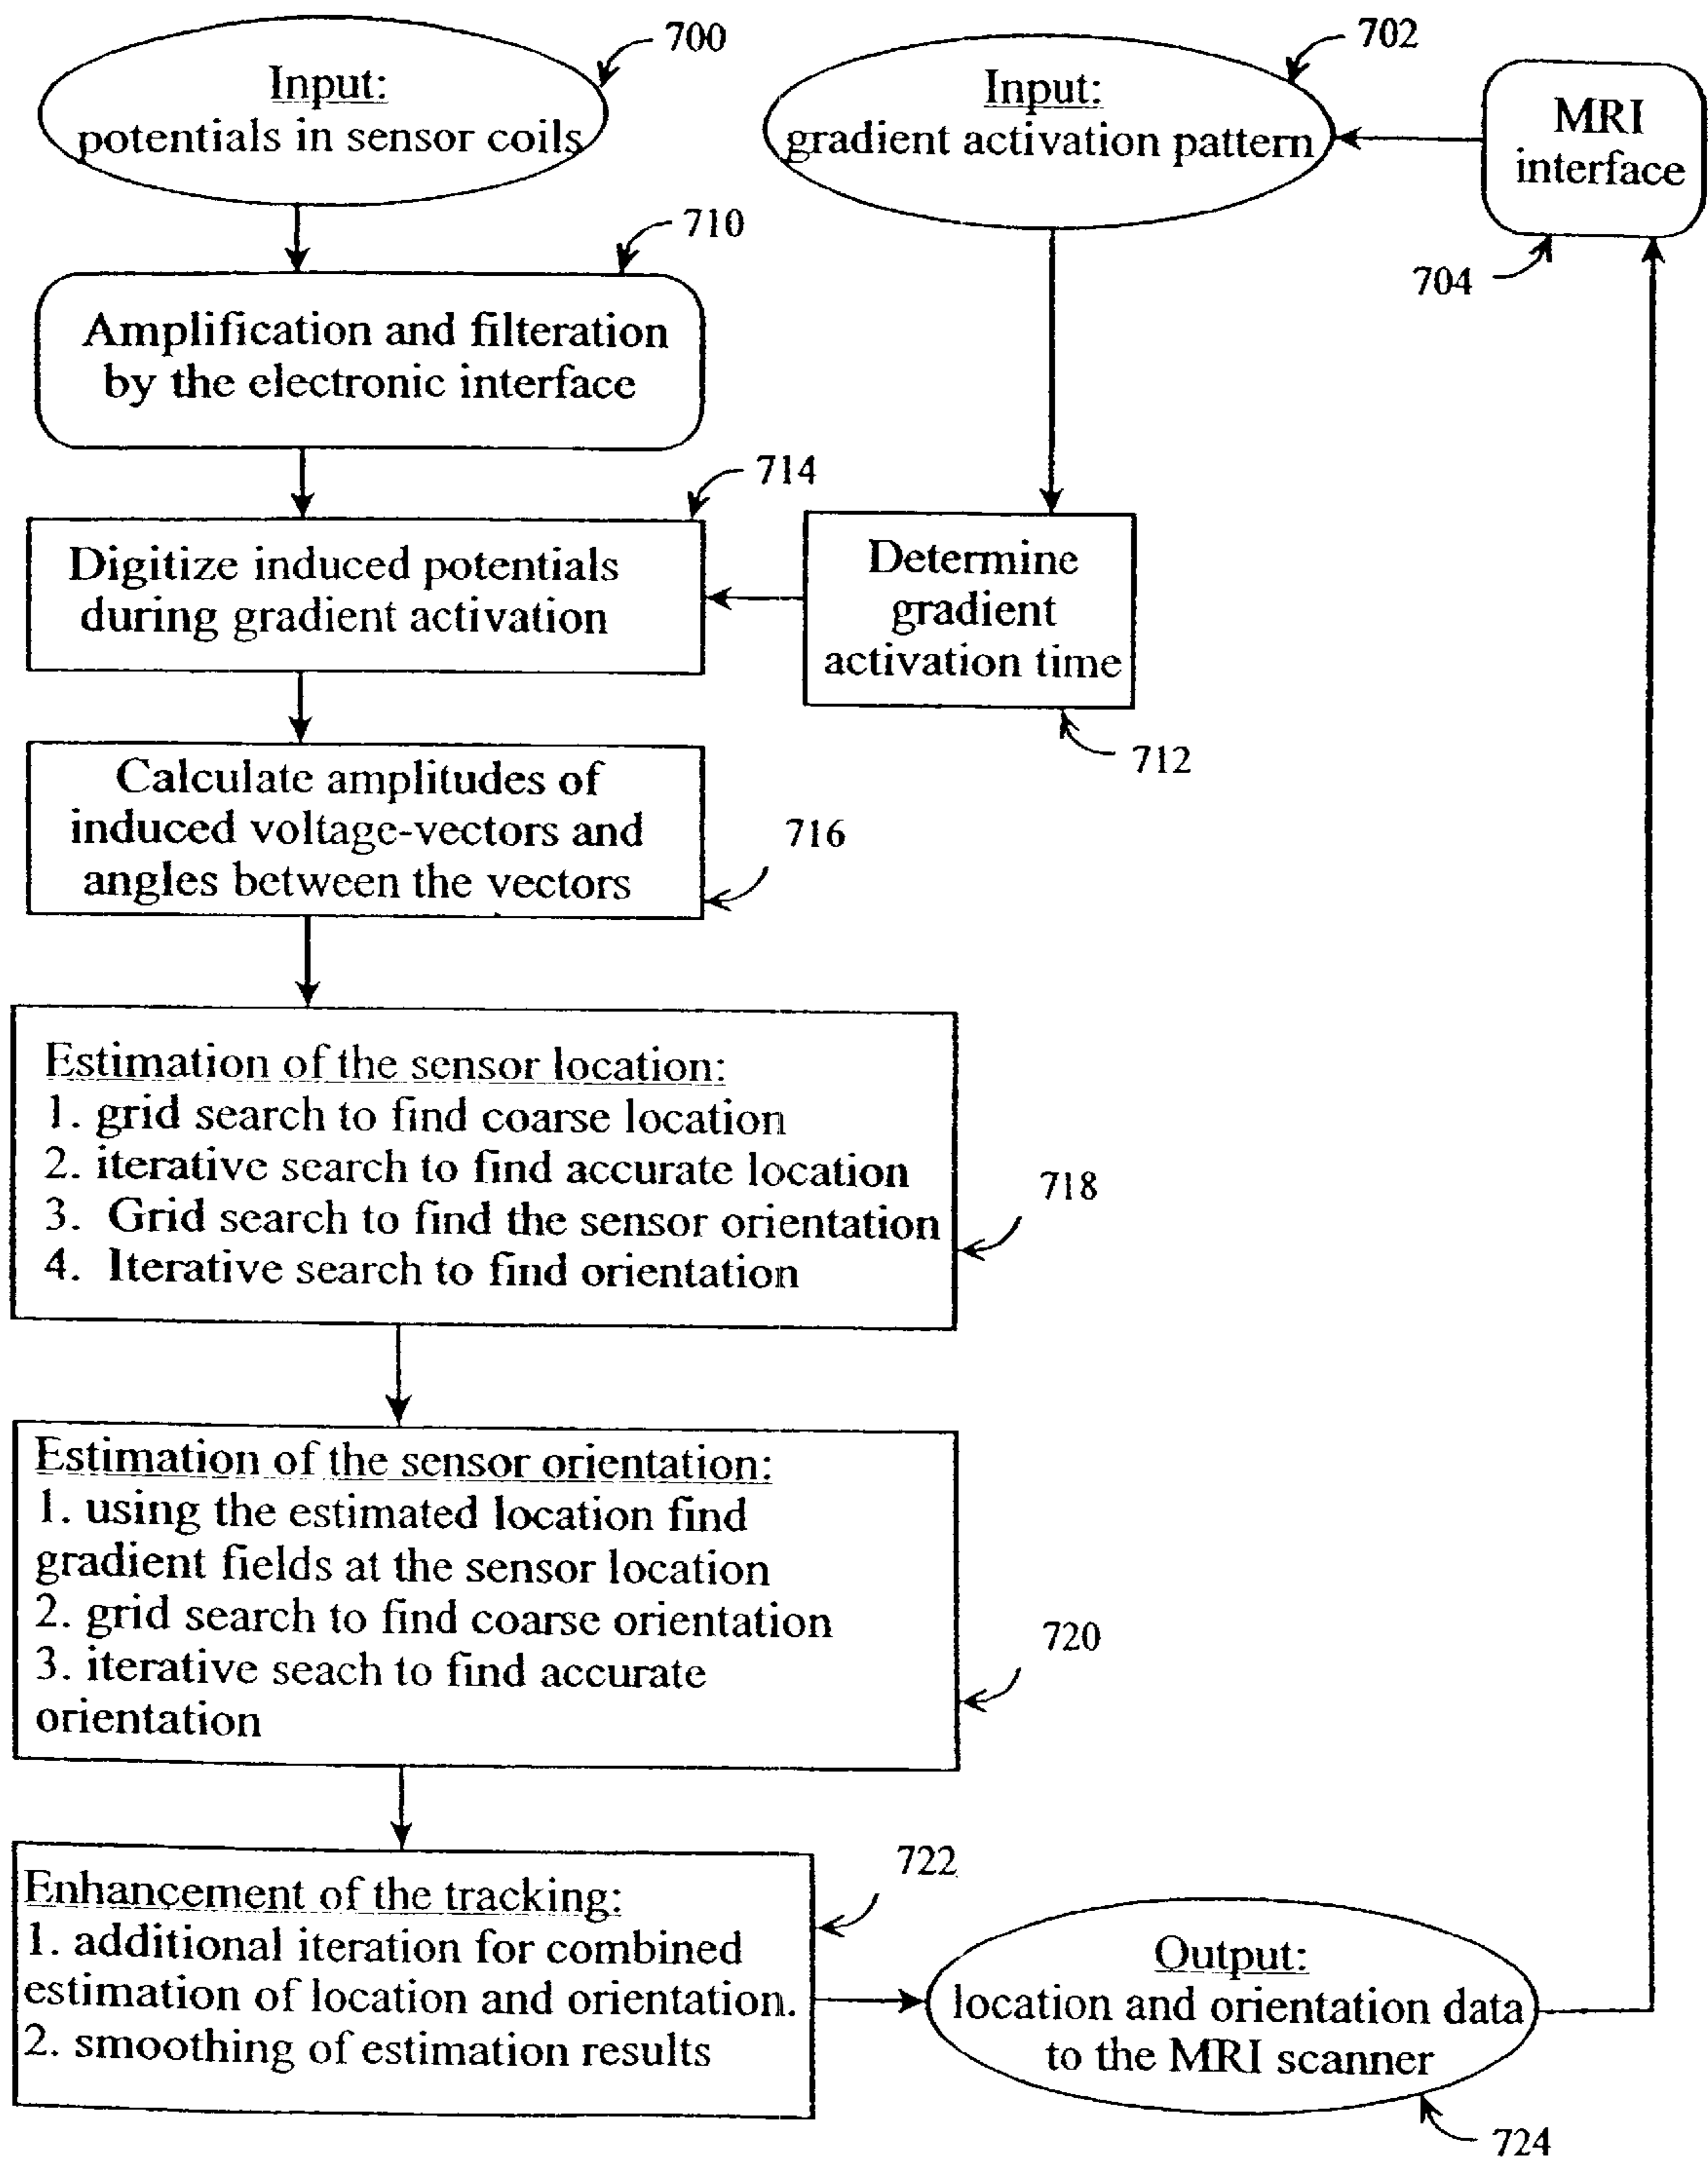 700
Input:
potentials in sensor coils
702
Input:
gradient activation pattern
MRI
interface
704
710
Amplification and filteration
by the electronic interface
714
Digitize induced potentials
during gradient activation
Determine
gradient
activation time
712
Calculate amplitudes of
induced voltage-vectors and
angles between the vectors
716
Estimation of the sensor location:
1. grid search to find coarse location
2. iterative search to find accurate location
3. Grid search to find the sensor orientation
4. Iterative search to find orientation
718
Estimation of the sensor orientation:
1. using the estimated location find
gradient fields at the sensor location
2. grid search to find coarse orientation
3. iterative seach to find accurate
orientation
720
Enhancement of the tracking:
1. additional iteration for combined
estimation of location and orientation.
2. smoothing of estimation results
722
Output:
location and orientation data
to the MRI scanner
724